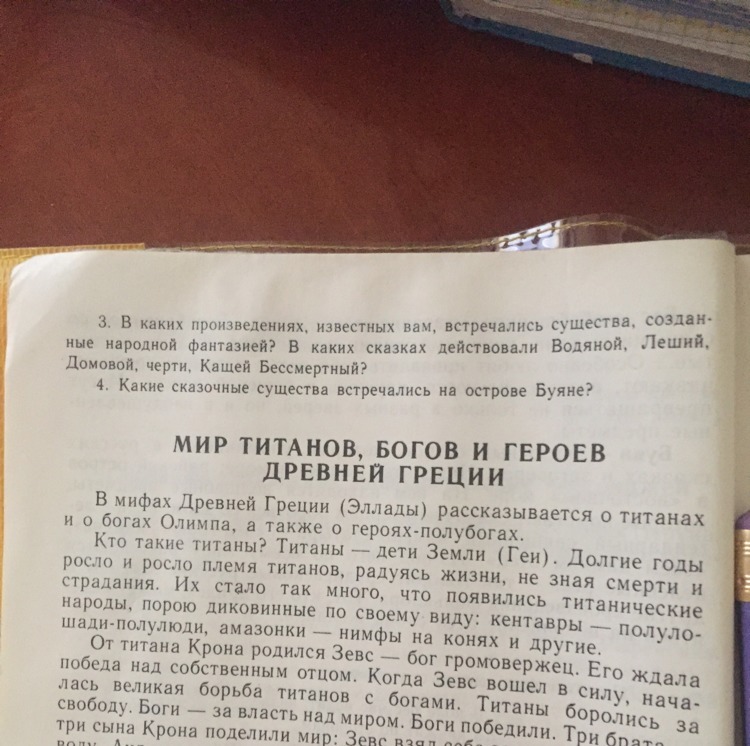 3. В каких произведениях, известных вам, встречались существа, создан-
ные народной фантазией? В каких сказках действовали Водяной, Леший,
Домовой, черти, Кащей Бессмертный?
4. Какие сказочные существа встречались на острове Буяне?
МИР ТИТАНОВ, БОГОВ И ГЕРОЕВ
ДРЕВНЕЙ ГРЕЦИИ
В мифах Древней Греции (Эллады) рассказывается о титанах
и о богах Олимпа, а также о героях-полубогах.
Кто такие титаны? Титаны — дети Земли (Геи). Долгие годы
росло и росло племя титанов, радуясь жизни, не зная смерти и
страдания. Их стало так много, что появились титанические
народы, порою диковинные по своему виду: кентавры — полуло-
шади-полулюди, амазонки — нимфы на конях и другие.
От титана Крона родился Зевс — бог громовержец. Его ждала
победа над собственным отцом. Когда Зевс вошел в силу, нача-
лась великая борьба титанов с богами. Титаны боролись за
свободу. Боги — за власть над миром. Боги победили. Три брата
три сына Крона поделили мир: Зевс взял себе